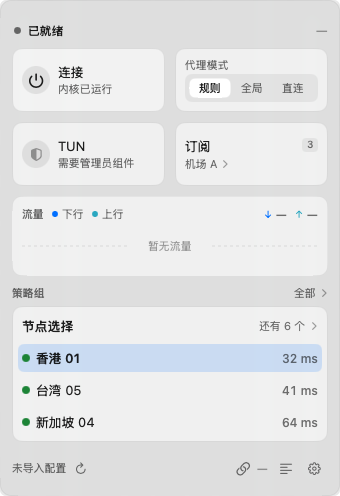 已就绪 —
连接
内核已运行
代理模式
规则 全局 直连
TUN
需要管理员组件
订阅 3
机场 A >
流量 下行 上行 ↓ — ↑ —
暂无流量
策略组 全部 >
节点选择 还有 6 个 >
香港 01 32 ms
台湾 05 41 ms
新加坡 04 64 ms
未导入配置 —